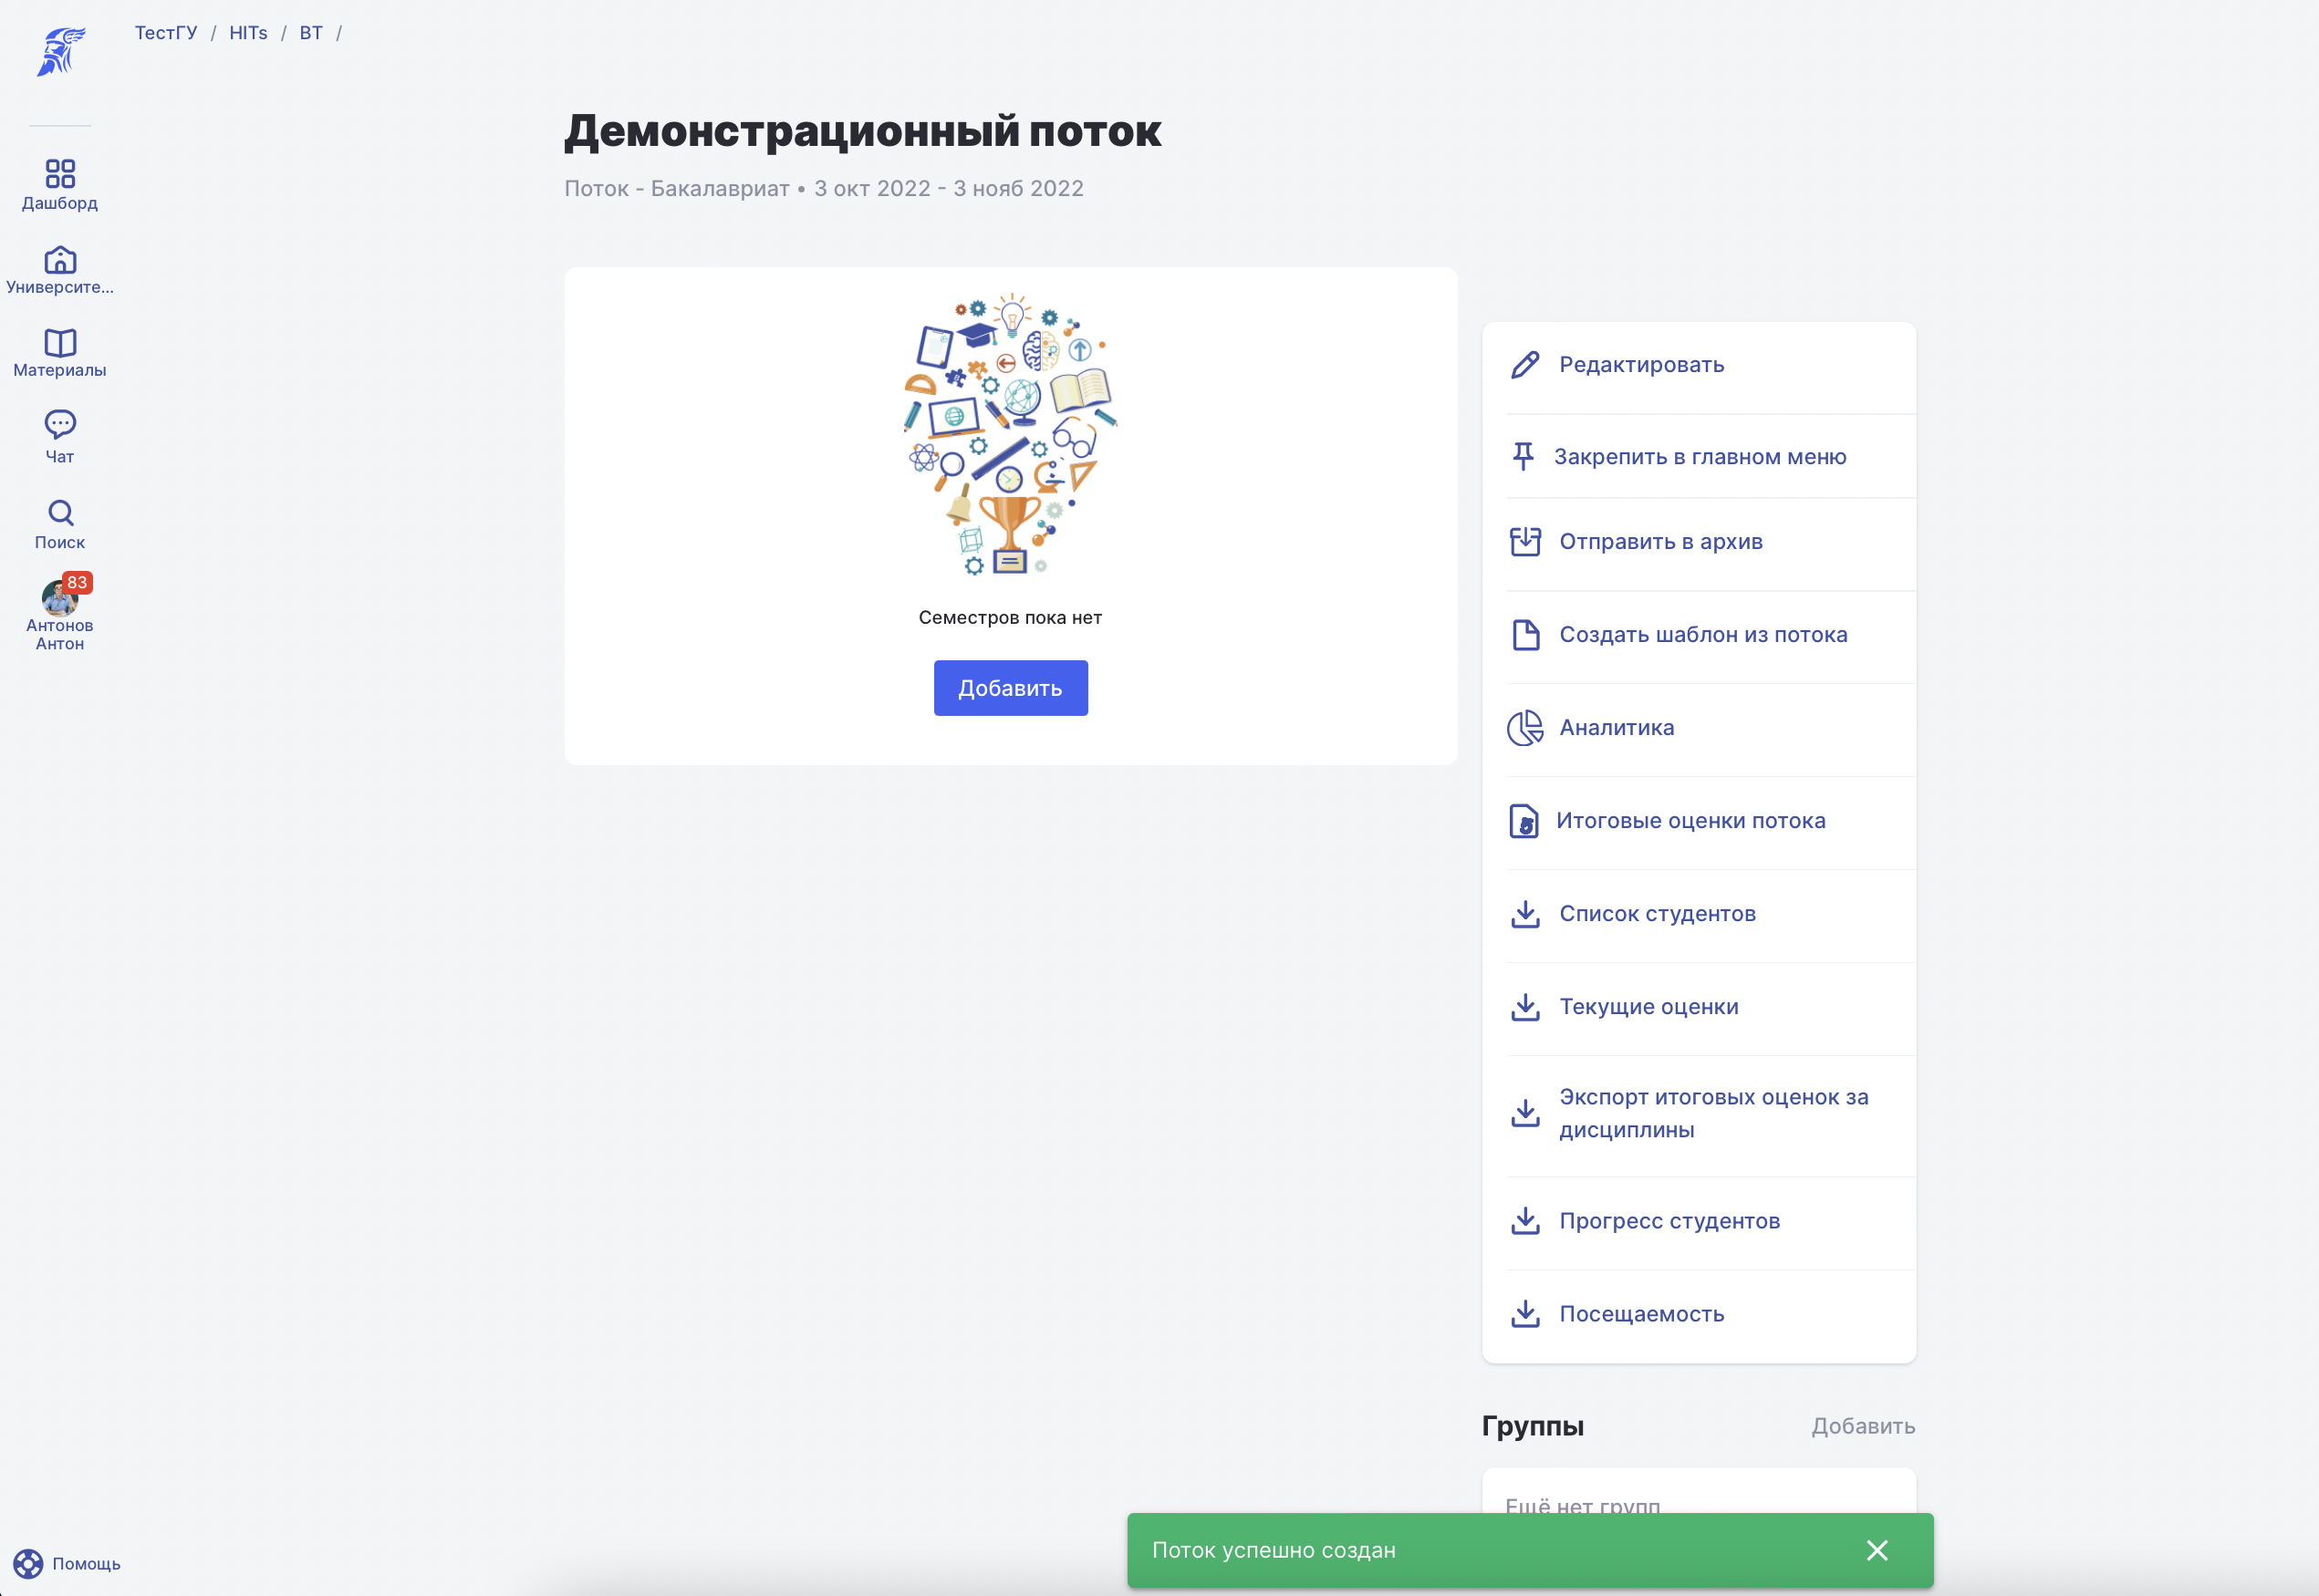 ТестГУ / HITs / ВТ /
Демонстрационный поток
Поток - Бакалавриат • 3 окт 2022 - 3 нояб 2022
Дашборд
Университе...
Материалы
Чат
Поиск
83
Антонов
Антон
Помощь
Семестров пока нет
Добавить
Редактировать
Закрепить в главном меню
Отправить в архив
Создать шаблон из потока
Аналитика
5
Итоговые оценки потока
Список студентов
Текущие оценки
Экспорт итоговых оценок за
дисциплины
Прогресс студентов
Посещаемость
Группы
Добавить
Ещё нет групп
Поток успешно создан